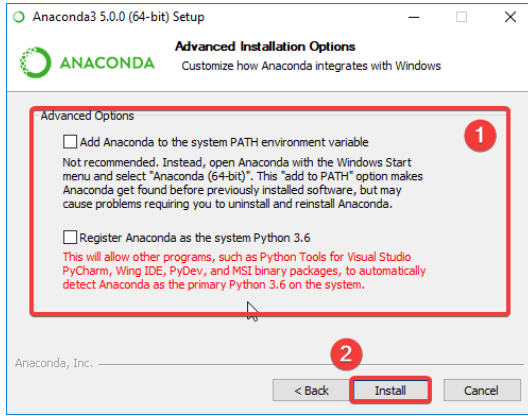 Anaconda3 5.0.0 (64-bit) Setup
Advanced Installation Options
ANACONDA
Customize how Anaconda integrates with Windows
Advanced Options
1
Add Anaconda to the system PATH environment variable
Not recommended. Instead, open Anaconda with the Windows Start
menu and select "Anaconda (64-bit)". This "add to PATH" option makes
Anaconda get found before previously installed software, but may
cause problems requiring you to uninstall and reinstall Anaconda.
Register Anaconda as the system Python 3.6
This will allow other programs, such as Python Tools for Visual Studio
PyCharm, Wing IDE, PyDev, and MSI binary packages, to automatically
detect Anaconda as the primary Python 3.6 on the system.
2
Anaconda, Inc.
< Back Install Cancel